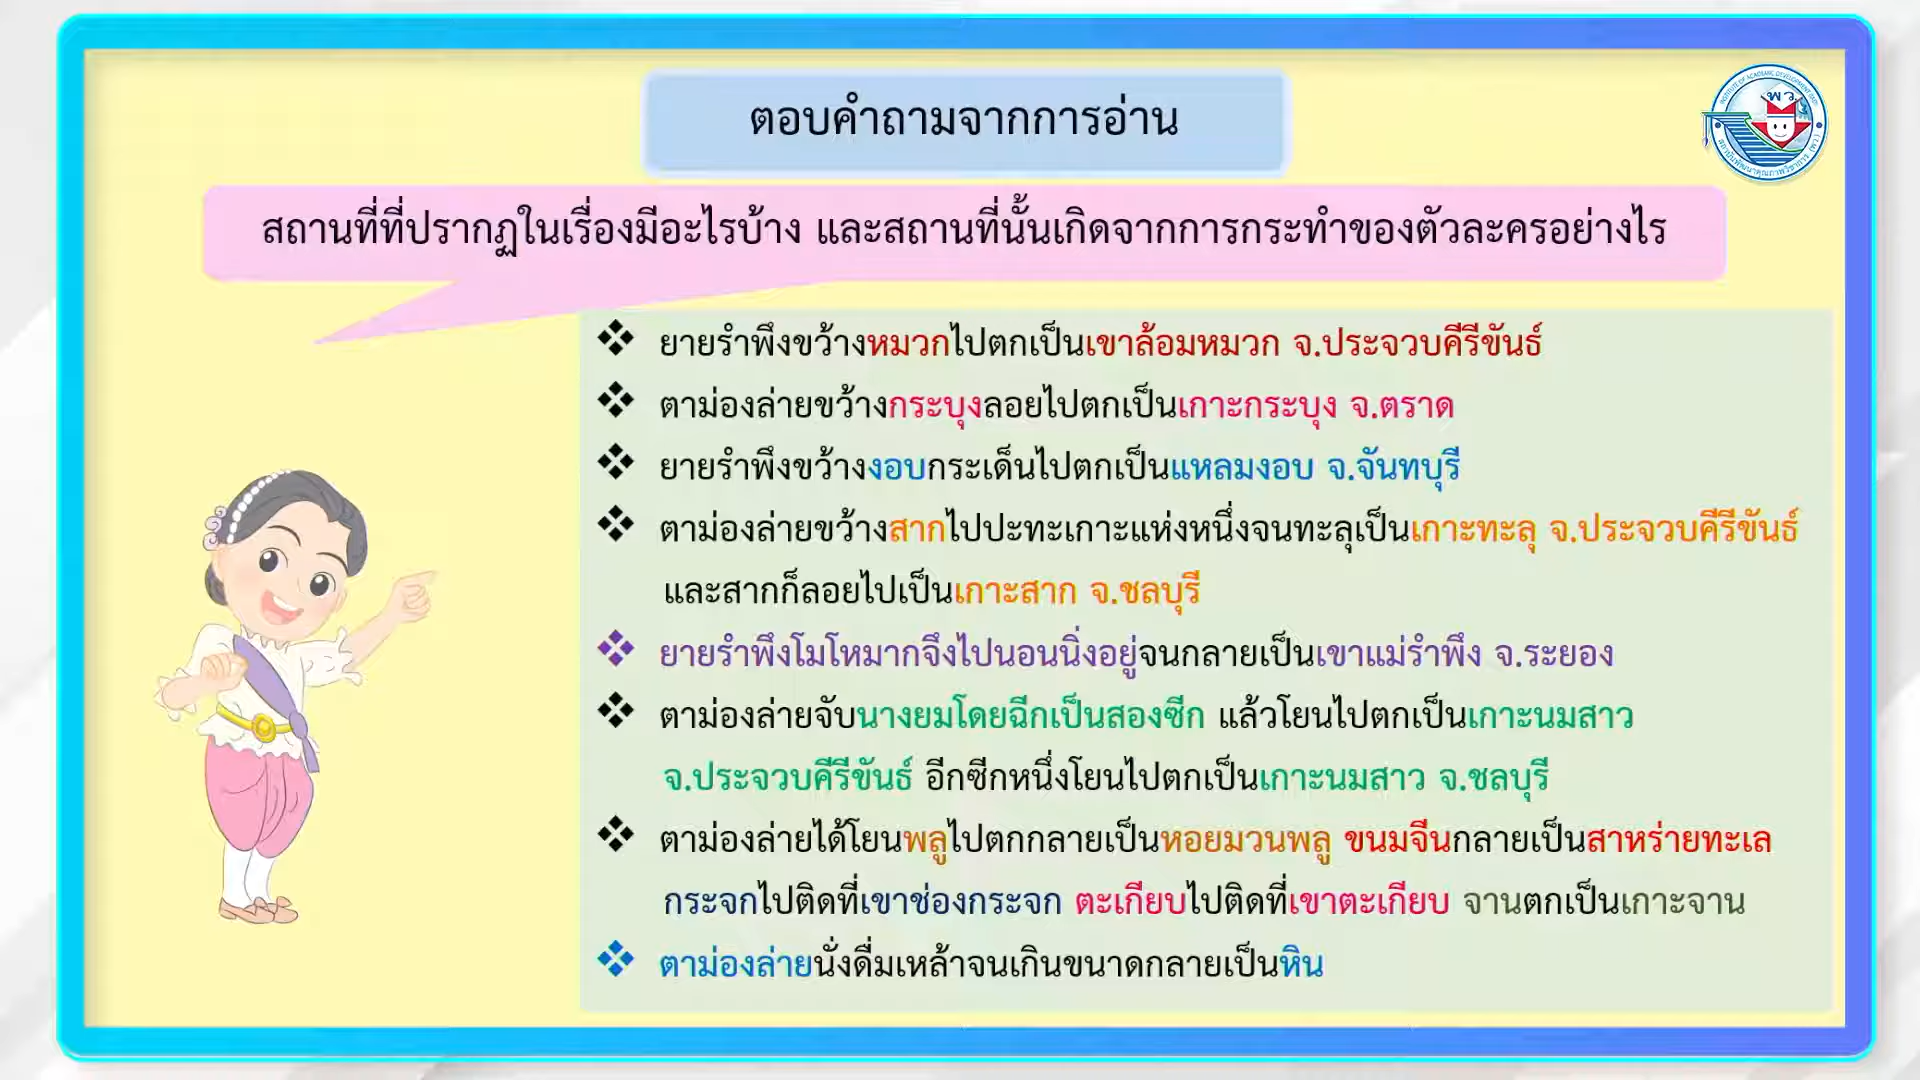 ตอบคำถามจากการอ่าน
พว.
INSTITUTE OF ACADEMIC DEVELOPMENT (IAD)
สถาบันพัฒนาคุณภาพวิชาการ (พว.)
สถานที่ที่ปรากฏในเรื่องมีอะไรบ้าง และสถานที่นั้นเกิดจากการกระทำของตัวละครอย่างไร
❖ ยายรำพึงขว้างหมวกไปตกเป็นเขาล้อมหมวก จ.ประจวบคีรีขันธ์
❖ ตาม่องล่ายขว้างกระบุงลอยไปตกเป็นเกาะกระบุง จ.ตราด
❖ ยายรำพึงขว้างงอบกระเด็นไปตกเป็นแหลมงอบ จ.จันทบุรี
❖ ตาม่องล่ายขว้างสากไปปะทะเกาะแห่งหนึ่งจนทะลุเป็นเกาะทะลุ จ.ประจวบคีรีขันธ์
และสากก็ลอยไปเป็นเกาะสาก จ.ชลบุรี
❖ ยายรำพึงโมโหมากจึงไปนอนนิ่งอยู่จนกลายเป็นเขาแม่รำพึง จ.ระยอง
❖ ตาม่องล่ายจับนางยมโดยฉีกเป็นสองซีก แล้วโยนไปตกเป็นเกาะนมสาว
จ.ประจวบคีรีขันธ์ อีกซีกหนึ่งโยนไปตกเป็นเกาะนมสาว จ.ชลบุรี
❖ ตาม่องล่ายได้โยนพลูไปตกกลายเป็นหอยมวนพลู ขนมจีนกลายเป็นสาหร่ายทะเล
กระจกไปติดที่เขาช่องกระจก ตะเกียบไปติดที่เขาตะเกียบ จานตกเป็นเกาะจาน
❖ ตาม่องล่ายนั่งดื่มเหล้าจนเกินขนาดกลายเป็นหิน